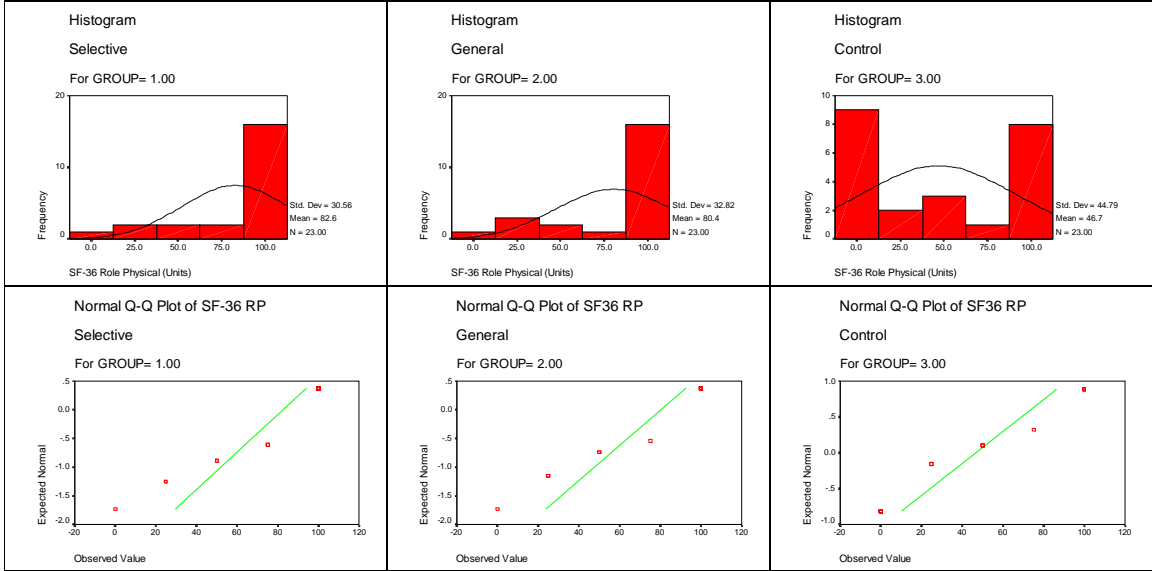 Histogram
Selective
For GROUP= 1.00
20
10
0
Frequency
0.0 25.0 50.0 75.0 100.0
SF-36 Role Physical (Units)
Std. Dev = 30.56
Mean = 82.6
N = 23.00
Histogram
General
For GROUP= 2.00
20
10
0
Frequency
0.0 25.0 50.0 75.0 100.0
SF-36 Role Physical (Units)
Std. Dev = 32.82
Mean = 80.4
N = 23.00
Histogram
Control
For GROUP= 3.00
10
8
6
4
2
0
Frequency
0.0 25.0 50.0 75.0 100.0
SF-36 Role Physical (Units)
Std. Dev = 44.79
Mean = 46.7
N = 23.00
Normal Q-Q Plot of SF-36 RP
Selective
For GROUP= 1.00
.5
0.0
-.5
-1.0
-1.5
-2.0
Expected Normal
-20 0 20 40 60 80 100 120
Observed Value
Normal Q-Q Plot of SF36 RP
General
For GROUP= 2.00
.5
0.0
-.5
-1.0
-1.5
-2.0
Expected Normal
-20 0 20 40 60 80 100 120
Observed Value
Normal Q-Q Plot of SF36 RP
Control
For GROUP= 3.00
1.0
.5
0.0
-.5
-1.0
Expected Normal
-20 0 20 40 60 80 100 120
Observed Value